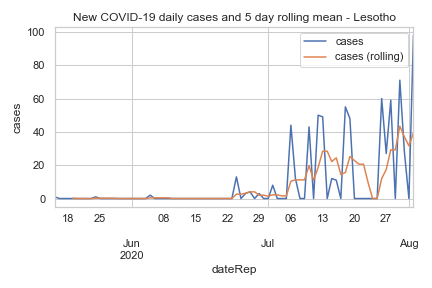 New COVID-19 daily cases and 5 day rolling mean - Lesotho
cases
cases (rolling)
100
80
60
40
20
0
cases
18 25 08 15 22 29 06 13 20 27
Jun Jul Aug
2020
dateRep